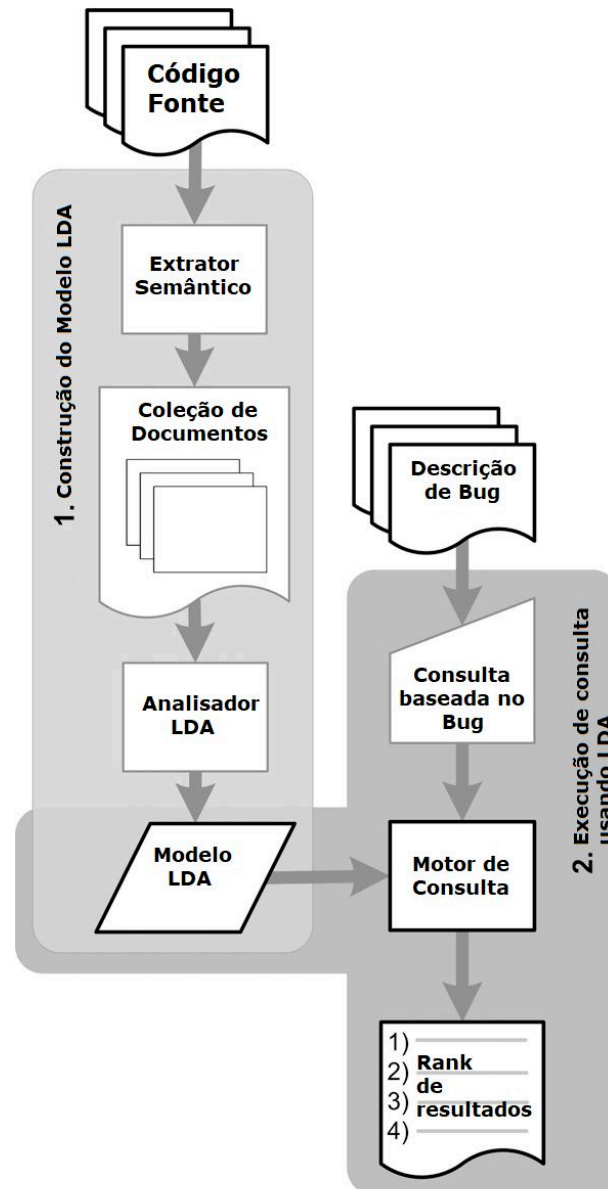 Código
Fonte
1. Construção do Modelo LDA
Extrator
Semântico
Coleção de
Documentos
Analisador
LDA
Modelo
LDA
Descrição
de Bug
Consulta
baseada no
Bug
Motor de
Consulta
2. Execução de consulta
usando LDA
1)
2) Rank
de
3) resultados
4)